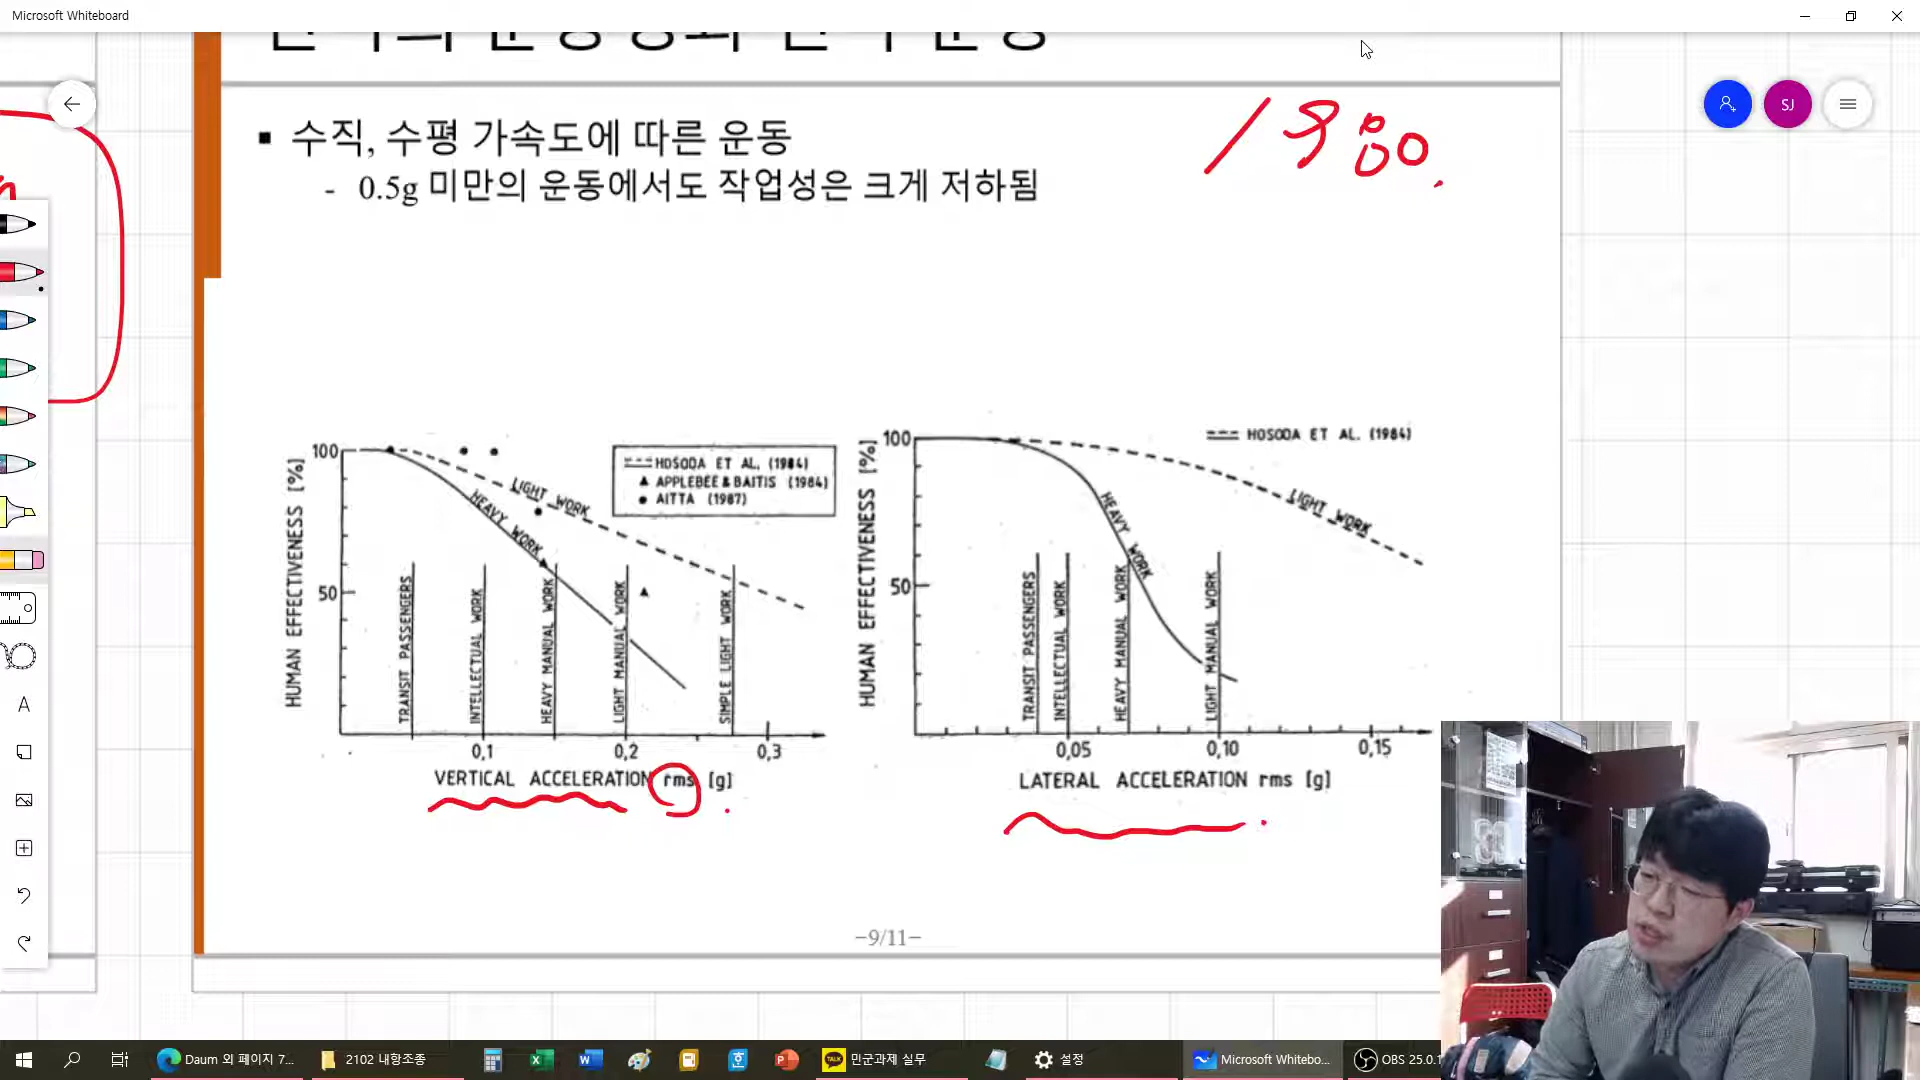 Microsoft Whiteboard
SJ
수직, 수평 가속도에 따른 운동
- 0.5g 미만의 운동에서도 작업성은 크게 저하됨
HUMAN EFFECTIVENESS [%]
100
50
HOSODA ET AL. (1984)
APPLEBEE & BAITIS (1984)
AITTA (1987)
LIGHT WORK
HEAVY WORK
TRANSIT PASSENGERS
INTELLECTUAL WORK
HEAVY MANUAL WORK
LIGHT MANUAL WORK
SIMPLE LIGHT WORK
0,1
0,2
0,3
VERTICAL ACCELERATION rms [g]
HUMAN EFFECTIVENESS [%]
100
50
HOSODA ET AL. (1984)
LIGHT WORK
HEAVY WORK
TRANSIT PASSENGERS
INTELLECTUAL WORK
HEAVY MANUAL WORK
LIGHT MANUAL WORK
0,05
0,10
0,15
LATERAL ACCELERATION rms [g]
-9/11-
Daum 외 페이지 7...
2102 내항조종
민군과제 실무
설정
Microsoft Whitebo...
OBS 25.0.1